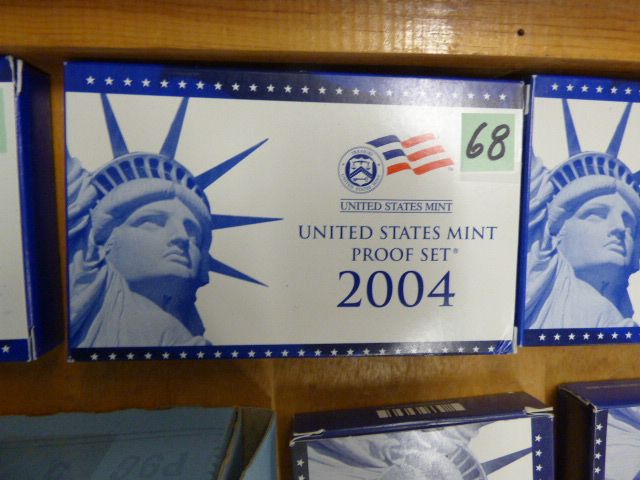 68
UNITED STATES MINT
UNITED STATES MINT
PROOF SET®
2004